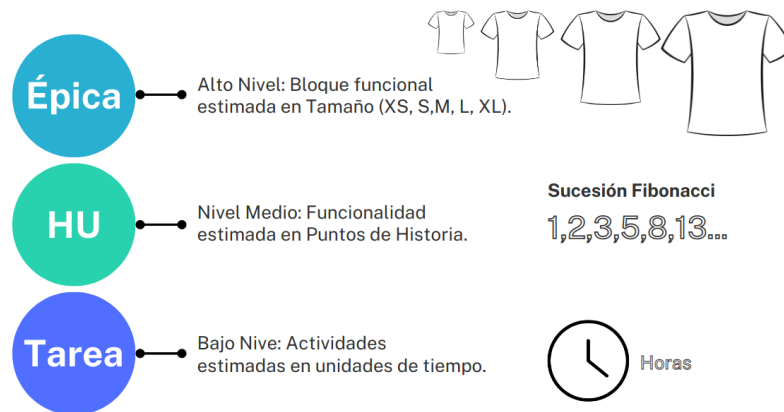 Épica
Alto Nivel: Bloque funcional
estimada en Tamaño (XS, S,M, L, XL).
HU
Nivel Medio: Funcionalidad
estimada en Puntos de Historia.
Sucesión Fibonacci
1,2,3,5,8,13...
Tarea
Bajo Nive: Actividades
estimadas en unidades de tiempo.
Horas